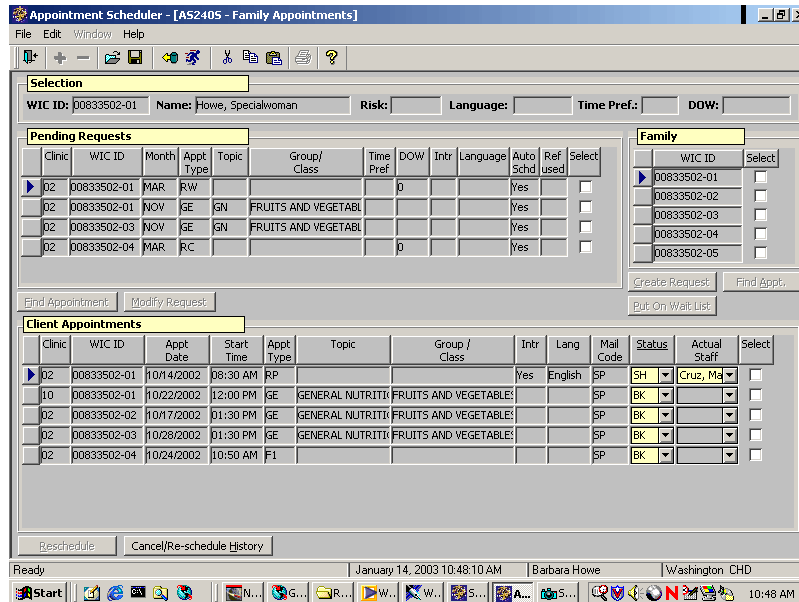 Appointment Scheduler - [AS240S - Family Appointments]
File Edit Window Help
Selection
WIC ID: 00833502-01 Name: Howe, Specialwoman Risk: Language: Time Pref.: DOW:
Pending Requests
Clinic WIC ID Month Appt Type Topic Group/ Class Time Pref DOW Intr Language Auto Schd Ref used Select
02 00833502-01 MAR RW 0 Yes
02 00833502-01 NOV GE GN FRUITS AND VEGETABL Yes
02 00833502-03 NOV GE GN FRUITS AND VEGETABL Yes
02 00833502-04 MAR RC 0 Yes
Family
WIC ID Select
00833502-01
00833502-02
00833502-03
00833502-04
00833502-05
Find Appointment Modify Request
Create Request Find Appt.
Put On Wait List
Client Appointments
Clinic WIC ID Appt Date Start Time Appt Type Topic Group / Class Intr Lang Mail Code Status Actual Staff Select
02 00833502-01 10/14/2002 08:30 AM RP Yes English SP SH Cruz, Ma
10 00833502-01 10/22/2002 12:00 PM GE GENERAL NUTRITI FRUITS AND VEGETABLES SP BK
02 00833502-02 10/17/2002 01:30 PM GE GENERAL NUTRITI FRUITS AND VEGETABLES SP BK
02 00833502-03 10/28/2002 01:30 PM GE GENERAL NUTRITI FRUITS AND VEGETABLES SP BK
02 00833502-04 10/24/2002 10:50 AM F1 SP BK
Reschedule Cancel/Re-schedule History
Ready January 14, 2003 10:48:10 AM Barbara Howe Washington CHD
Start N... G... R... W... W... S... A... S... 10:48 AM